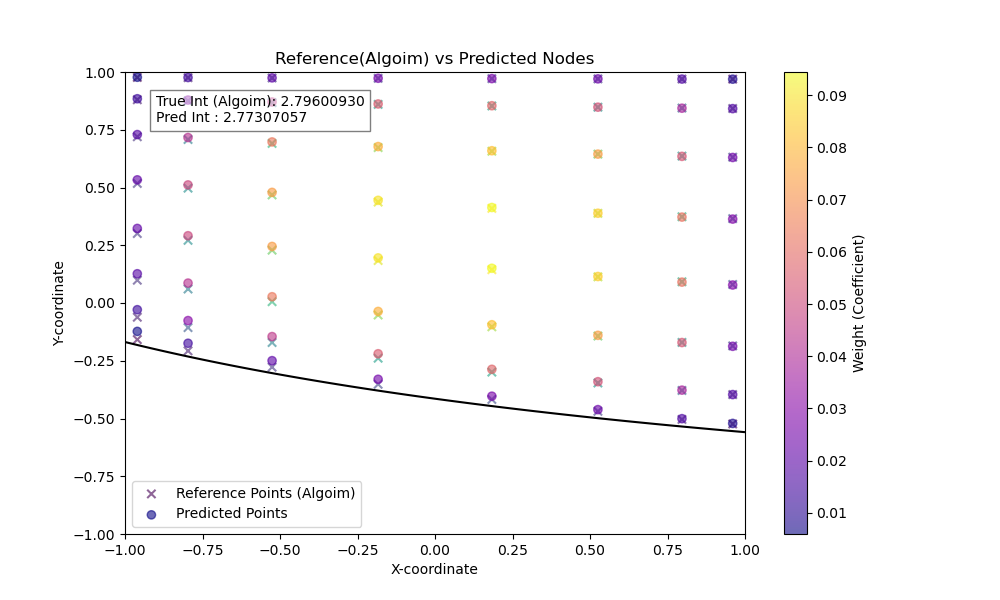 Reference(Algoim) vs Predicted Nodes
True Int (Algoim): 2.79600930
Pred Int : 2.77307057
Y-coordinate
1.00
0.75
0.50
0.25
0.00
−0.25
−0.50
−0.75
−1.00
Reference Points (Algoim)
Predicted Points
−1.00 −0.75 −0.50 −0.25 0.00 0.25 0.50 0.75 1.00
X-coordinate
0.09
0.08
0.07
0.06
0.05
0.04
0.03
0.02
0.01
Weight (Coefficient)